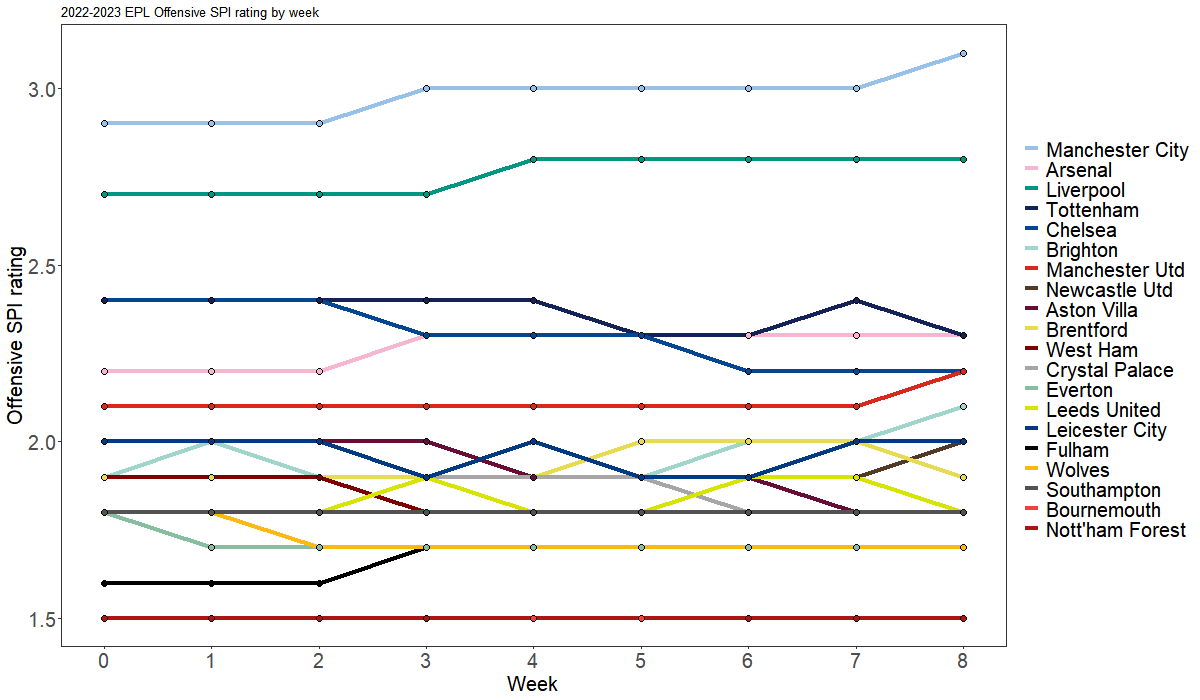 2022-2023 EPL Offensive SPI rating by week
Offensive SPI rating
3.0
2.5
2.0
1.5
0 1 2 3 4 5 6 7 8
Week
Manchester City
Arsenal
Liverpool
Tottenham
Chelsea
Brighton
Manchester Utd
Newcastle Utd
Aston Villa
Brentford
West Ham
Crystal Palace
Everton
Leeds United
Leicester City
Fulham
Wolves
Southampton
Bournemouth
Nott'ham Forest